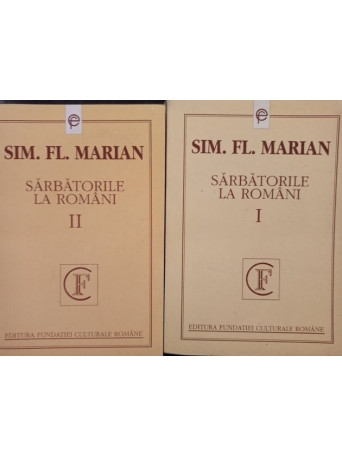 SIM. FL. MARIAN
SĂRBĂTORILE
LA ROMÂNI
II
CF
EDITURA FUNDAȚIEI CULTURALE ROMÂNE
SIM. FL. MARIAN
SĂRBĂTORILE
LA ROMÂNI
I
CF
EDITURA FUNDAȚIEI CULTURALE ROMÂNE